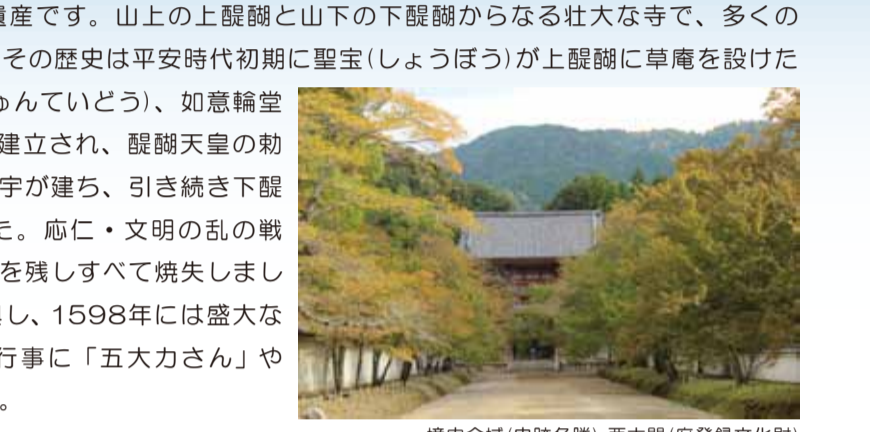 遺産です。山上の上醍醐と山下の下醍醐からなる壮大な寺で、多くの
その歴史は平安時代初期に聖宝(しょうぼう)が上醍醐に草庵を設けた
ゅんていどう)、如意輪堂
建立され、醍醐天皇の勅
宇が建ち、引き続き下醍
た。応仁・文明の乱の戦
を残しすべて焼失しまし
し、1598年には盛大な
行事に「五大力さん」や
。